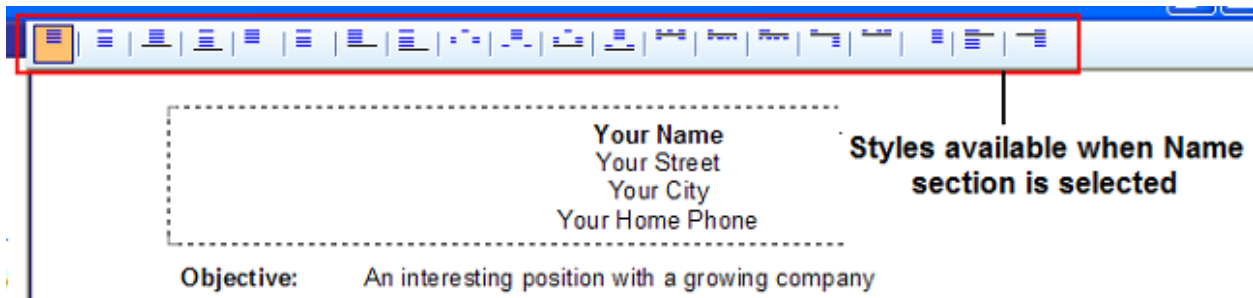 Your Name
Your Street
Your City
Your Home Phone
Styles available when Name
section is selected
Objective: An interesting position with a growing company